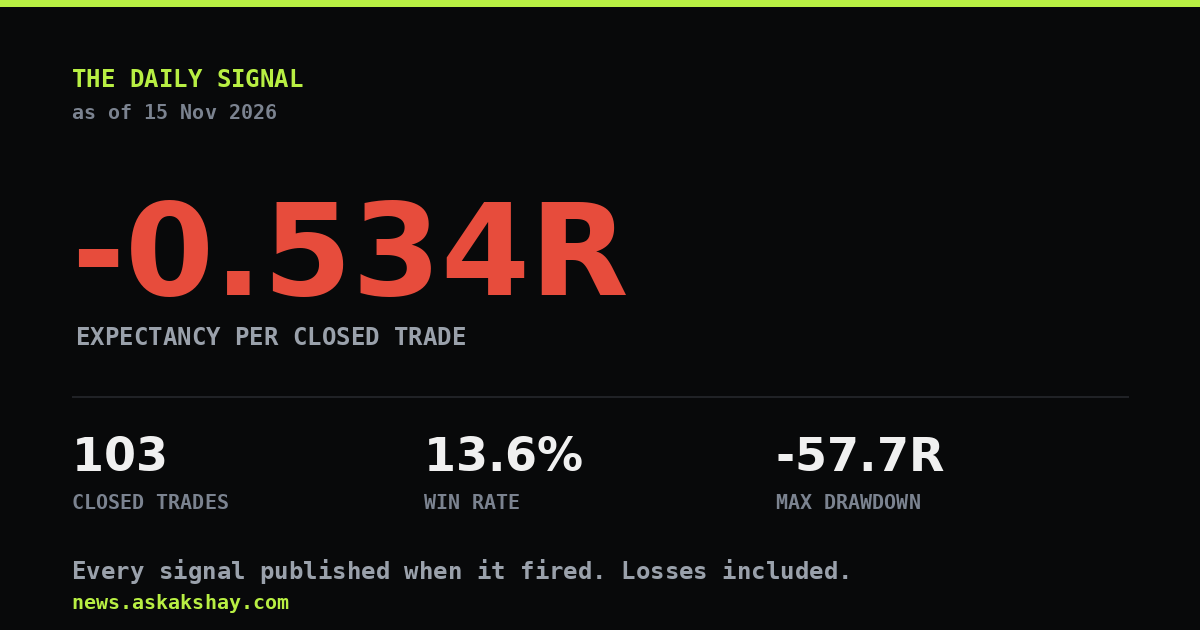 THE DAILY SIGNAL
as of 15 Nov 2026
-0.534R
EXPECTANCY PER CLOSED TRADE
103 13.6% -57.7R
CLOSED TRADES WIN RATE MAX DRAWDOWN
Every signal published when it fired. Losses included.
news.askakshay.com